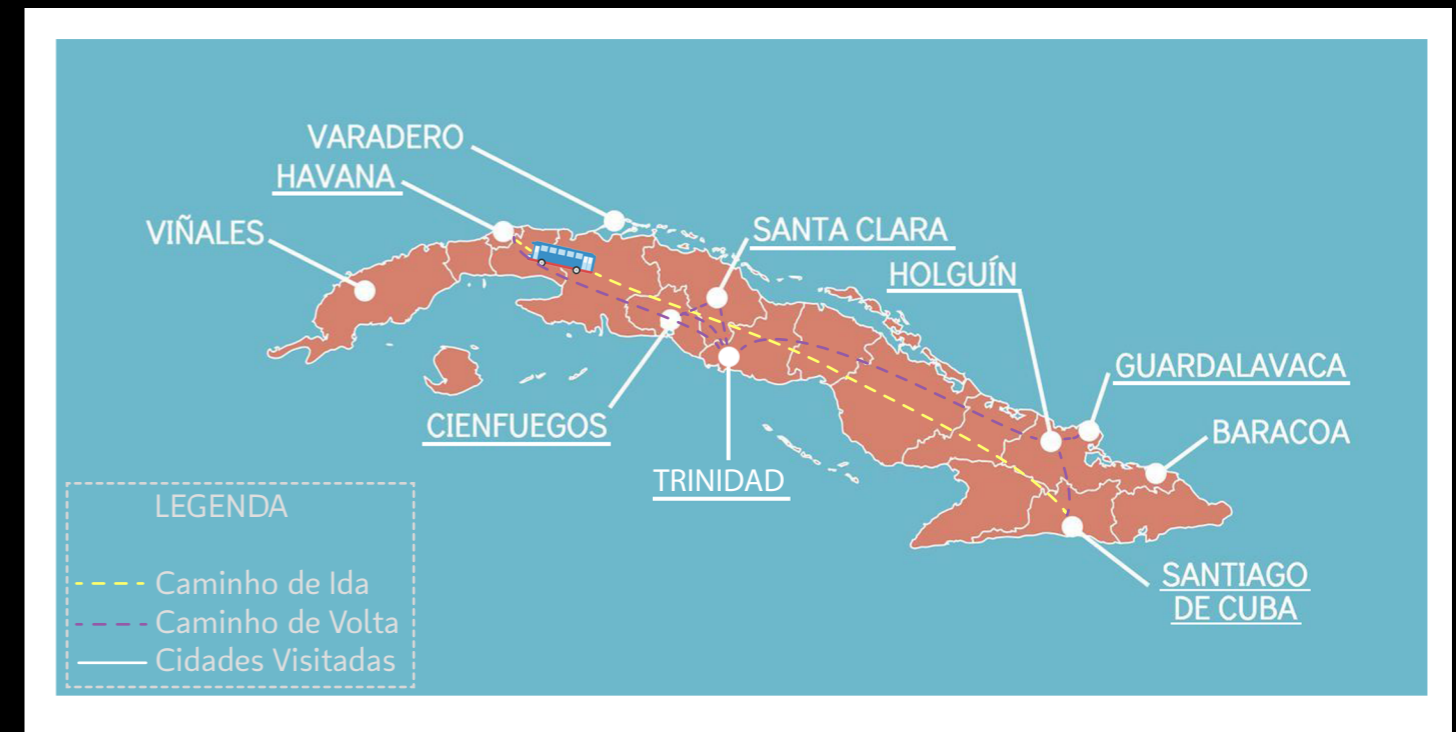 VARADERO
HAVANA
VIÑALES
SANTA CLARA
HOLGUÍN
GUARDALAVACA
BARACOA
CIENFUEGOS
TRINIDAD
SANTIAGO
DE CUBA
LEGENDA
Caminho de Ida
Caminho de Volta
Cidades Visitadas